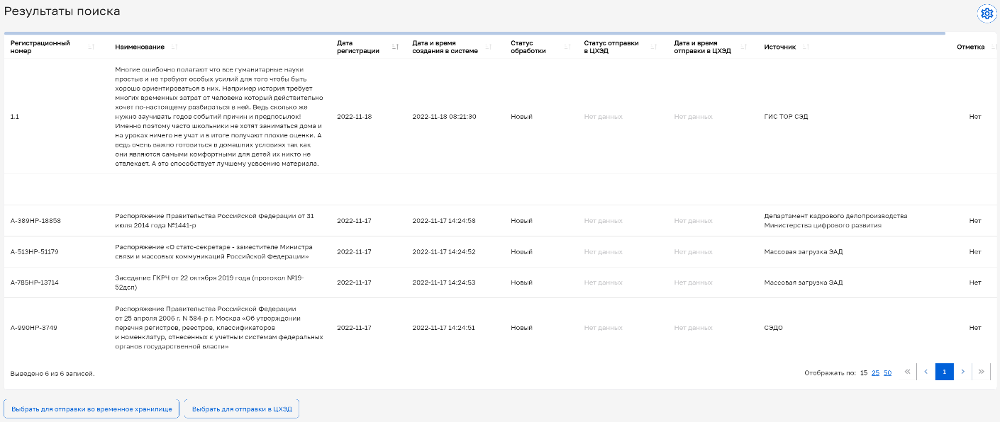 Результаты поиска
Регистрационный номер
Наименование
Дата регистрации
Дата и время создания в системе
Статус обработки
Статус отправки в ЦХЭД
Дата и время отправки в ЦХЭД
Источник
Отметка
1.1
Многие ошибочно полагают что все гуманитарные науки
простые и не требуют особых усилий для того чтобы быть
хорошо ориентироваться в них. Например история требует
многих временных затрат от человека который действительно
хочет по-настоящему разбираться в ней. Ведь сколько же
нужно заучивать годов событий причин и предпосылок!
Именно поэтому часто школьники не хотят заниматься дома и
на уроках ничего не учат и в итоге получают плохие оценки. А
ведь очень важно готовиться в домашних условиях так как
они являются самыми комфортными для детей их никто не
отвлекает. А это способствует лучшему усвоению материала.
2022-11-18
2022-11-18 08:21:30
Новый
Нет данных
Нет данных
ГИС ТОР СЭД
Нет
А-389НР-18858
Распоряжение Правительства Российской Федерации от 31
июля 2014 года №1441-р
2022-11-17
2022-11-17 14:24:58
Новый
Нет данных
Нет данных
Департамент кадрового делопроизводства
Министерства цифрового развития
Нет
А-513НР-51179
Распоряжение «О статс-секретаре - заместителе Министра
связи и массовых коммуникаций Российской Федерации»
2022-11-17
2022-11-17 14:24:52
Новый
Нет данных
Нет данных
Массовая загрузка ЭАД
Нет
А-785НР-13714
Заседание ГКРЧ от 22 октября 2019 года (протокол №19-
52дсп)
2022-11-17
2022-11-17 14:24:53
Новый
Нет данных
Нет данных
Массовая загрузка ЭАД
Нет
А-990НР-3749
Распоряжение Правительства Российской Федерации
от 25 апреля 2006 г. N 584-р г. Москва «Об утверждении
перечня регистров, реестров, классификаторов
и номенклатур, отнесенных к учетным системам федеральных
органов государственной власти»
2022-11-17
2022-11-17 14:24:51
Новый
Нет данных
Нет данных
СЭДО
Нет
Выведено 6 из 6 записей.
Отображать по: 15 25 50
« ‹ 1 › »
Выбрать для отправки во временное хранилище
Выбрать для отправки в ЦХЭД